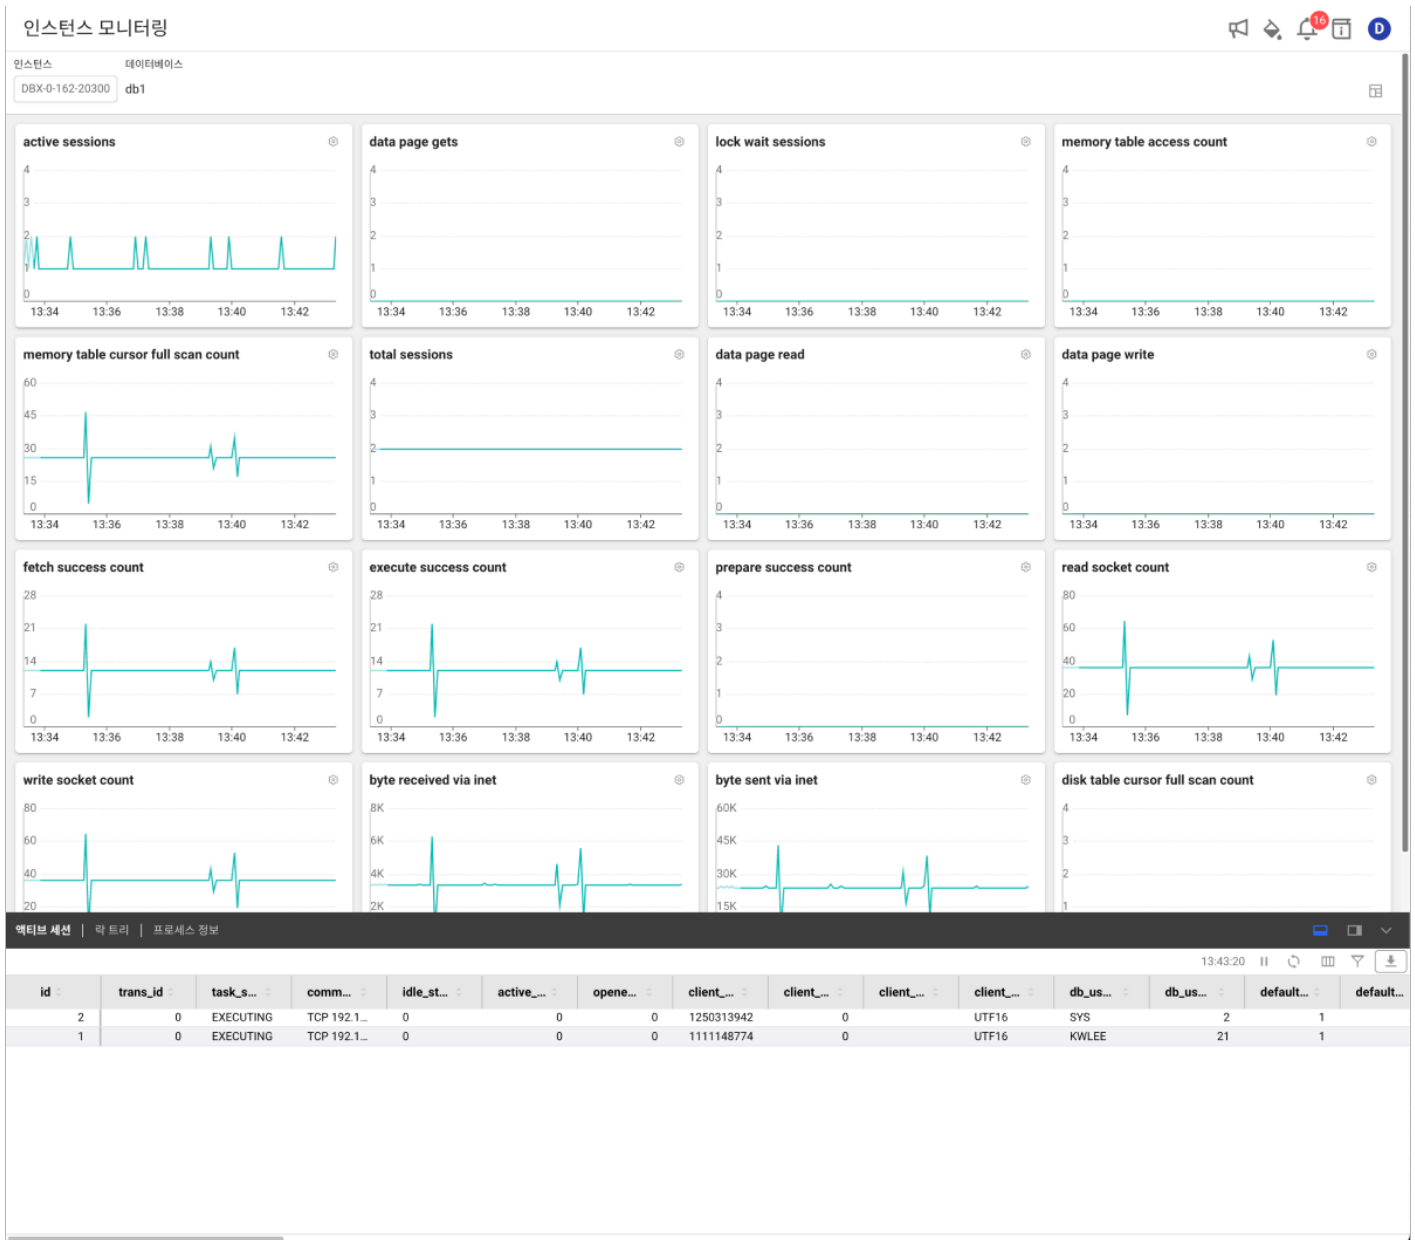 인스턴스 모니터링
16
D
인스턴스 데이터베이스
DBX-0-162-20300 db1
active sessions
4
3
2
1
0
13:34 13:36 13:38 13:40 13:42
data page gets
4
3
2
1
0
13:34 13:36 13:38 13:40 13:42
lock wait sessions
4
3
2
1
0
13:34 13:36 13:38 13:40 13:42
memory table access count
4
3
2
1
0
13:34 13:36 13:38 13:40 13:42
memory table cursor full scan count
60
45
30
15
0
13:34 13:36 13:38 13:40 13:42
total sessions
4
3
2
1
0
13:34 13:36 13:38 13:40 13:42
data page read
4
3
2
1
0
13:34 13:36 13:38 13:40 13:42
data page write
4
3
2
1
0
13:34 13:36 13:38 13:40 13:42
fetch success count
28
21
14
7
0
13:34 13:36 13:38 13:40 13:42
execute success count
28
21
14
7
0
13:34 13:36 13:38 13:40 13:42
prepare success count
4
3
2
1
0
13:34 13:36 13:38 13:40 13:42
read socket count
80
60
40
20
0
13:34 13:36 13:38 13:40 13:42
write socket count
80
60
40
20
byte received via inet
8K
6K
4K
2K
byte sent via inet
60K
45K
30K
15K
disk table cursor full scan count
4
3
2
1
액티브 세션 | 락 트리 | 프로세스 정보
13:43:20
id trans_id task_s... comm... idle_st... active_... opene... client_... client_... client_... client_... db_us... db_us... default... default...
2 0 EXECUTING TCP 192.1... 0 0 0 1250313942 0 UTF16 SYS 2 1
1 0 EXECUTING TCP 192.1... 0 0 0 1111148774 0 UTF16 KWLEE 21 1